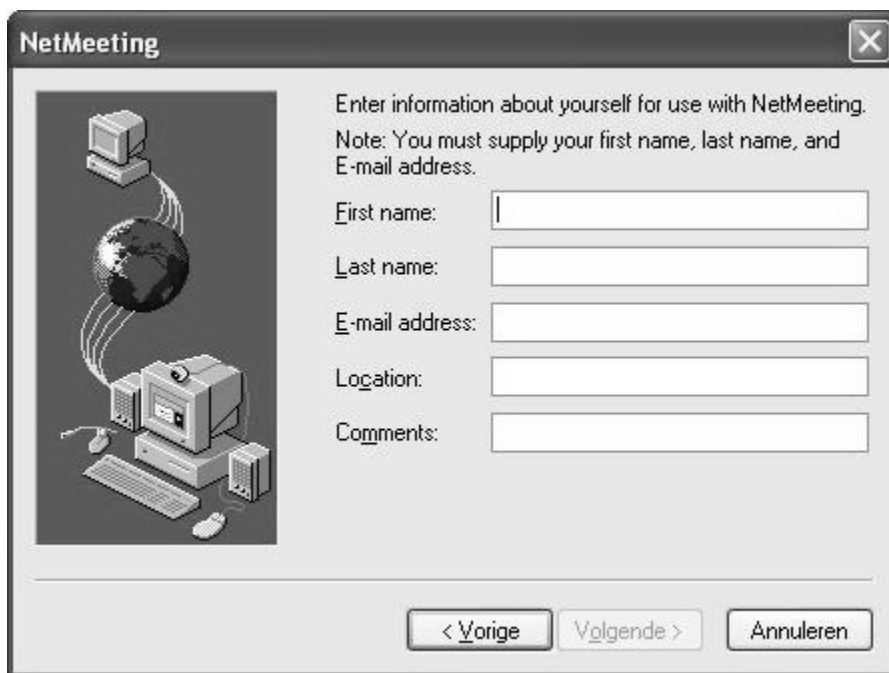 NetMeeting
Enter information about yourself for use with NetMeeting.
Note: You must supply your first name, last name, and
E-mail address.
First name:
Last name:
E-mail address:
Location:
Comments:
< Vorige
Volgende >
Annuleren